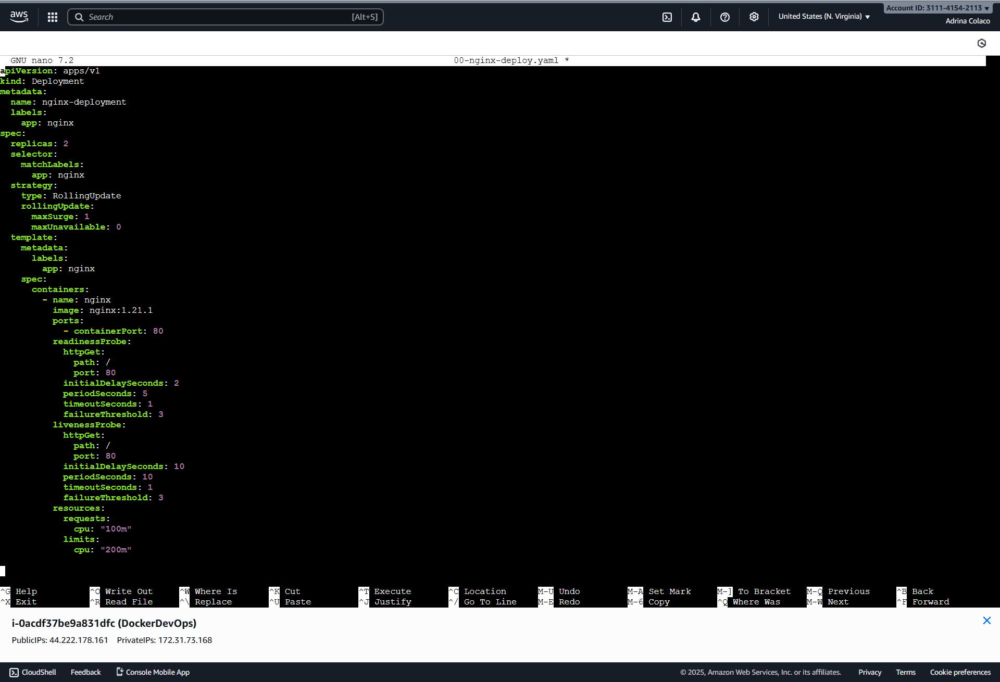 aws
Search [Alt+S]
United States (N. Virginia) ▼
Account ID: 3111-4154-2113 ▼
Adrina Colaco
GNU nano 7.2 00-nginx-deploy.yaml *
apiVersion: apps/v1
kind: Deployment
metadata:
  name: nginx-deployment
  labels:
    app: nginx
spec:
  replicas: 2
  selector:
    matchLabels:
      app: nginx
  strategy:
    type: RollingUpdate
    rollingUpdate:
      maxSurge: 1
      maxUnavailable: 0
  template:
    metadata:
      labels:
        app: nginx
    spec:
      containers:
        - name: nginx
          image: nginx:1.21.1
          ports:
            - containerPort: 80
          readinessProbe:
            httpGet:
              path: /
              port: 80
            initialDelaySeconds: 2
            periodSeconds: 5
            timeoutSeconds: 1
            failureThreshold: 3
          livenessProbe:
            httpGet:
              path: /
              port: 80
            initialDelaySeconds: 10
            periodSeconds: 10
            timeoutSeconds: 1
            failureThreshold: 3
          resources:
            requests:
              cpu: "100m"
            limits:
              cpu: "200m"
^G Help ^O Write Out ^W Where Is ^K Cut ^T Execute ^C Location M-U Undo M-A Set Mark M-] To Bracket M-Q Previous ^B Back
^X Exit ^R Read File ^\ Replace ^U Paste ^J Justify ^/ Go To Line M-E Redo M-6 Copy ^Q Where Was M-W Next ^F Forward
i-0acdf37be9a831dfc (DockerDevOps)
PublicIPs: 44.222.178.161 PrivateIPs: 172.31.73.168
CloudShell Feedback Console Mobile App © 2025, Amazon Web Services, Inc. or its affiliates. Privacy Terms Cookie preferences